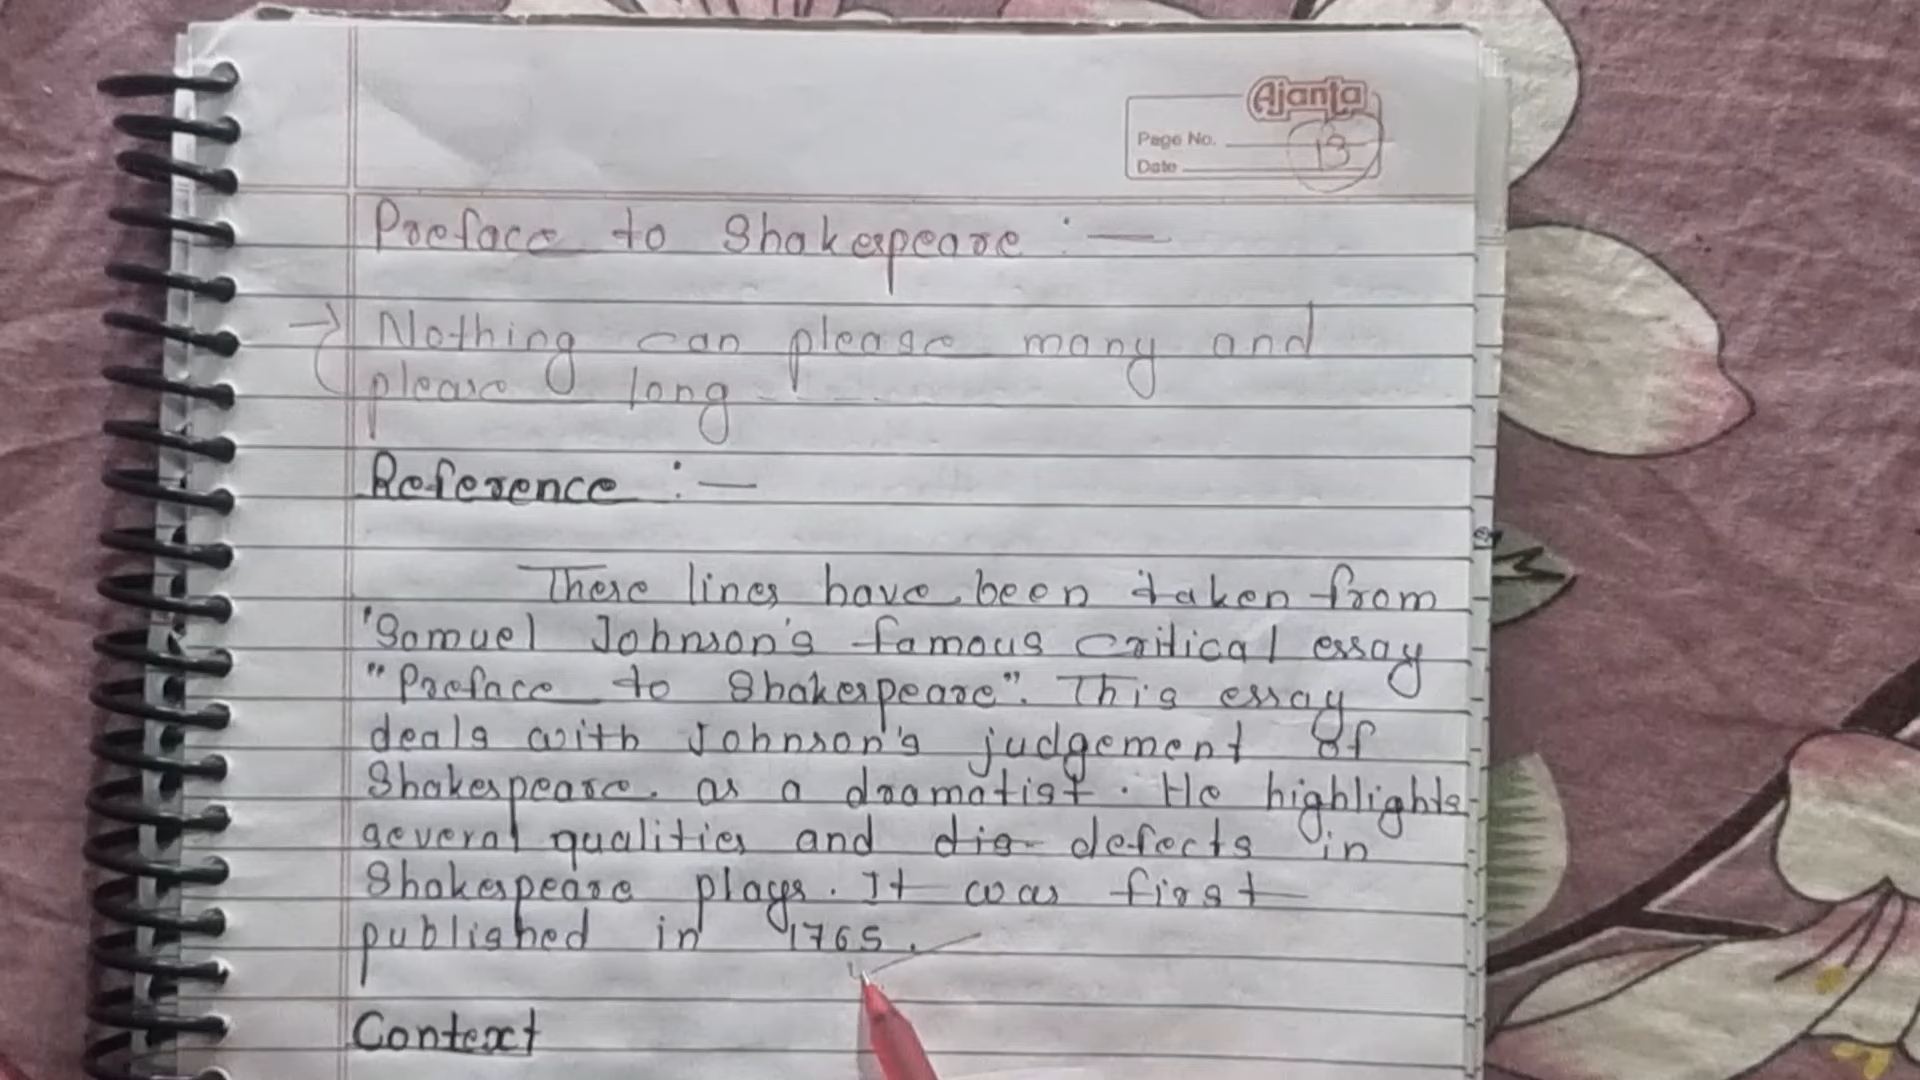 Ajanta
Page No. 13
Date
Preface to Shakespeare :—
→ Nothing can please many and
please long
Reference :—
These lines have been taken from
'Samuel Johnson's famous critical essay
"Preface to Shakespeare". This essay
deals with Johnson's judgement of
Shakespeare. as a dramatist. He highlights
several qualities and dis defects in
Shakespeare plays. It was first
published in 1765.
Context